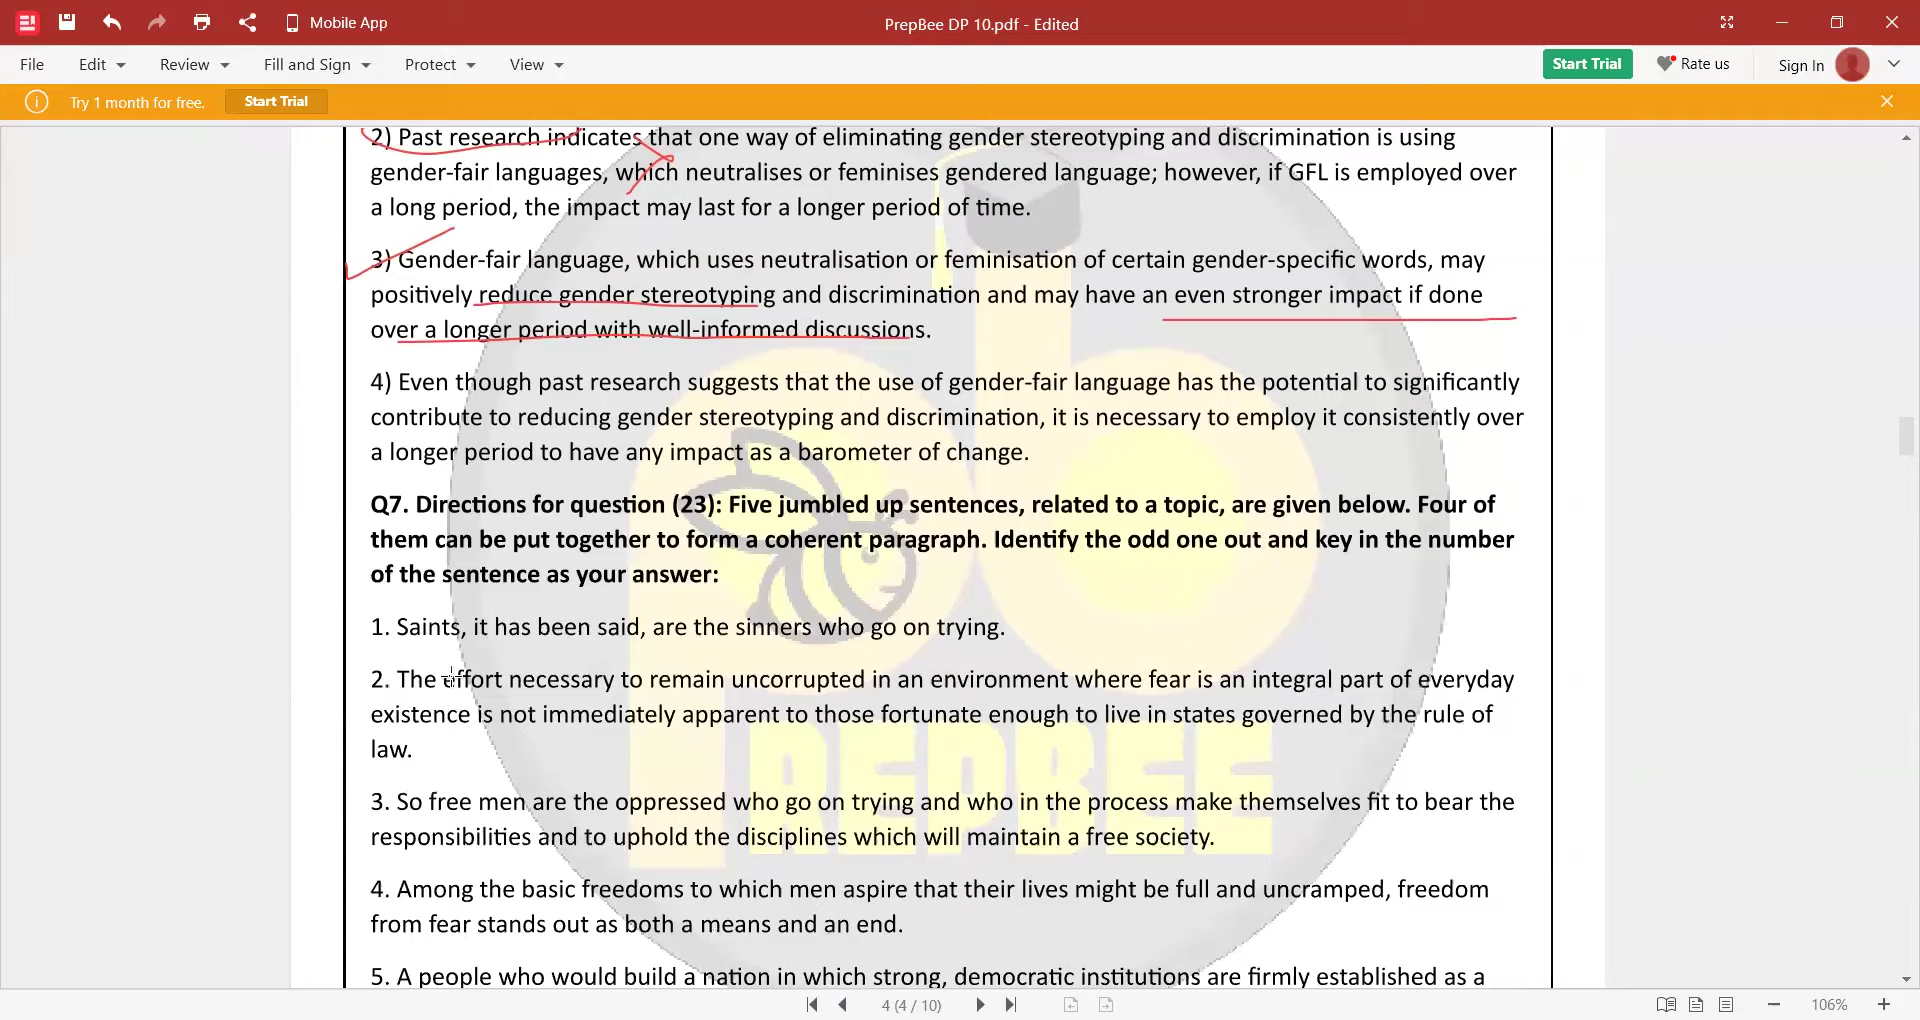 Mobile App
PrepBee DP 10.pdf - Edited
File Edit Review Fill and Sign Protect View Start Trial Rate us Sign In
Try 1 month for free. Start Trial
2) Past research indicates that one way of eliminating gender stereotyping and discrimination is using
gender-fair languages, which neutralises or feminises gendered language; however, if GFL is employed over
a long period, the impact may last for a longer period of time.
3) Gender-fair language, which uses neutralisation or feminisation of certain gender-specific words, may
positively reduce gender stereotyping and discrimination and may have an even stronger impact if done
over a longer period with well-informed discussions.
4) Even though past research suggests that the use of gender-fair language has the potential to significantly
contribute to reducing gender stereotyping and discrimination, it is necessary to employ it consistently over
a longer period to have any impact as a barometer of change.
Q7. Directions for question (23): Five jumbled up sentences, related to a topic, are given below. Four of
them can be put together to form a coherent paragraph. Identify the odd one out and key in the number
of the sentence as your answer:
1. Saints, it has been said, are the sinners who go on trying.
2. The effort necessary to remain uncorrupted in an environment where fear is an integral part of everyday
existence is not immediately apparent to those fortunate enough to live in states governed by the rule of
law.
3. So free men are the oppressed who go on trying and who in the process make themselves fit to bear the
responsibilities and to uphold the disciplines which will maintain a free society.
4. Among the basic freedoms to which men aspire that their lives might be full and uncramped, freedom
from fear stands out as both a means and an end.
5. A people who would build a nation in which strong, democratic institutions are firmly established as a
PREPBEE
4 (4 / 10)
106%